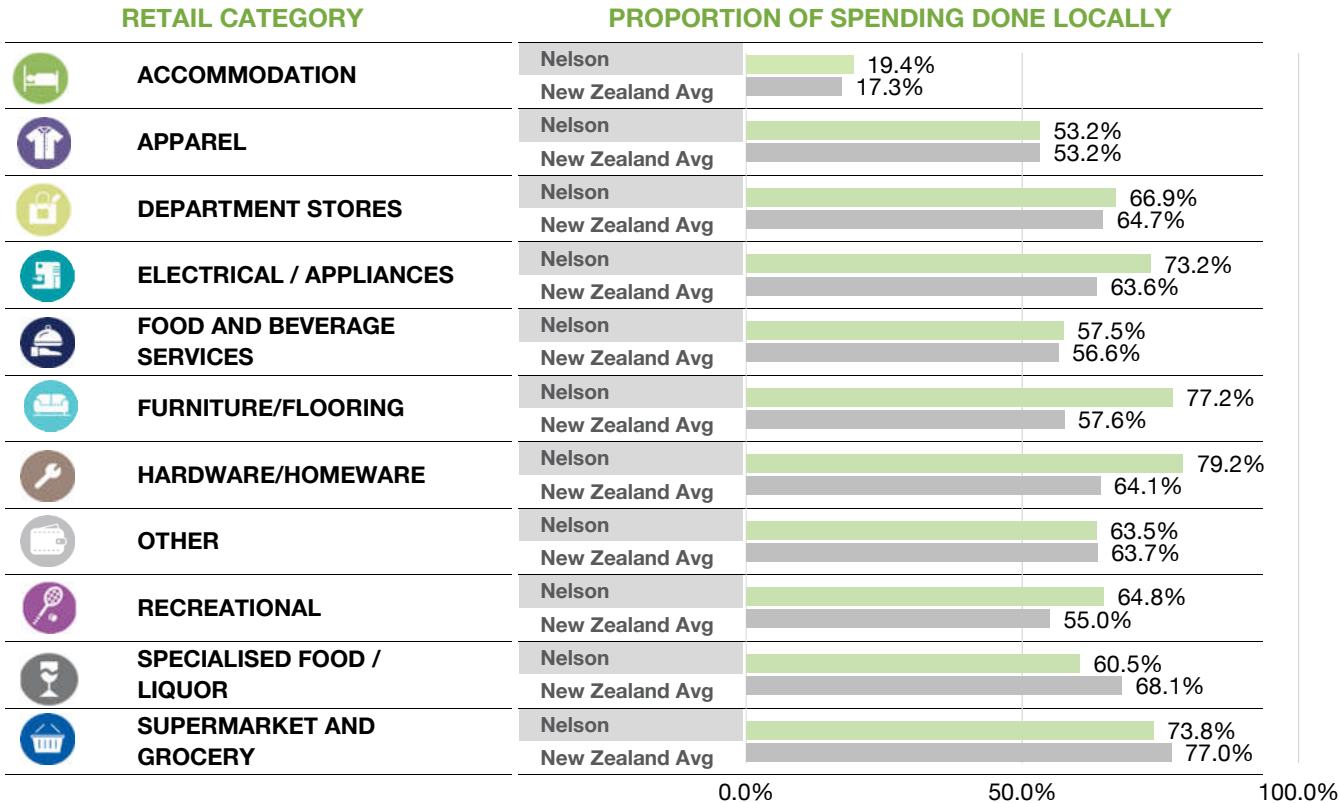 RETAIL CATEGORY
PROPORTION OF SPENDING DONE LOCALLY
ACCOMMODATION
Nelson
19.4%
New Zealand Avg
17.3%
APPAREL
Nelson
53.2%
New Zealand Avg
53.2%
DEPARTMENT STORES
Nelson
66.9%
New Zealand Avg
64.7%
ELECTRICAL / APPLIANCES
Nelson
73.2%
New Zealand Avg
63.6%
FOOD AND BEVERAGE
SERVICES
Nelson
57.5%
New Zealand Avg
56.6%
FURNITURE/FLOORING
Nelson
77.2%
New Zealand Avg
57.6%
HARDWARE/HOMEWARE
Nelson
79.2%
New Zealand Avg
64.1%
OTHER
Nelson
63.5%
New Zealand Avg
63.7%
RECREATIONAL
Nelson
64.8%
New Zealand Avg
55.0%
SPECIALISED FOOD /
LIQUOR
Nelson
60.5%
New Zealand Avg
68.1%
SUPERMARKET AND
GROCERY
Nelson
73.8%
New Zealand Avg
77.0%
0.0%
50.0%
100.0%